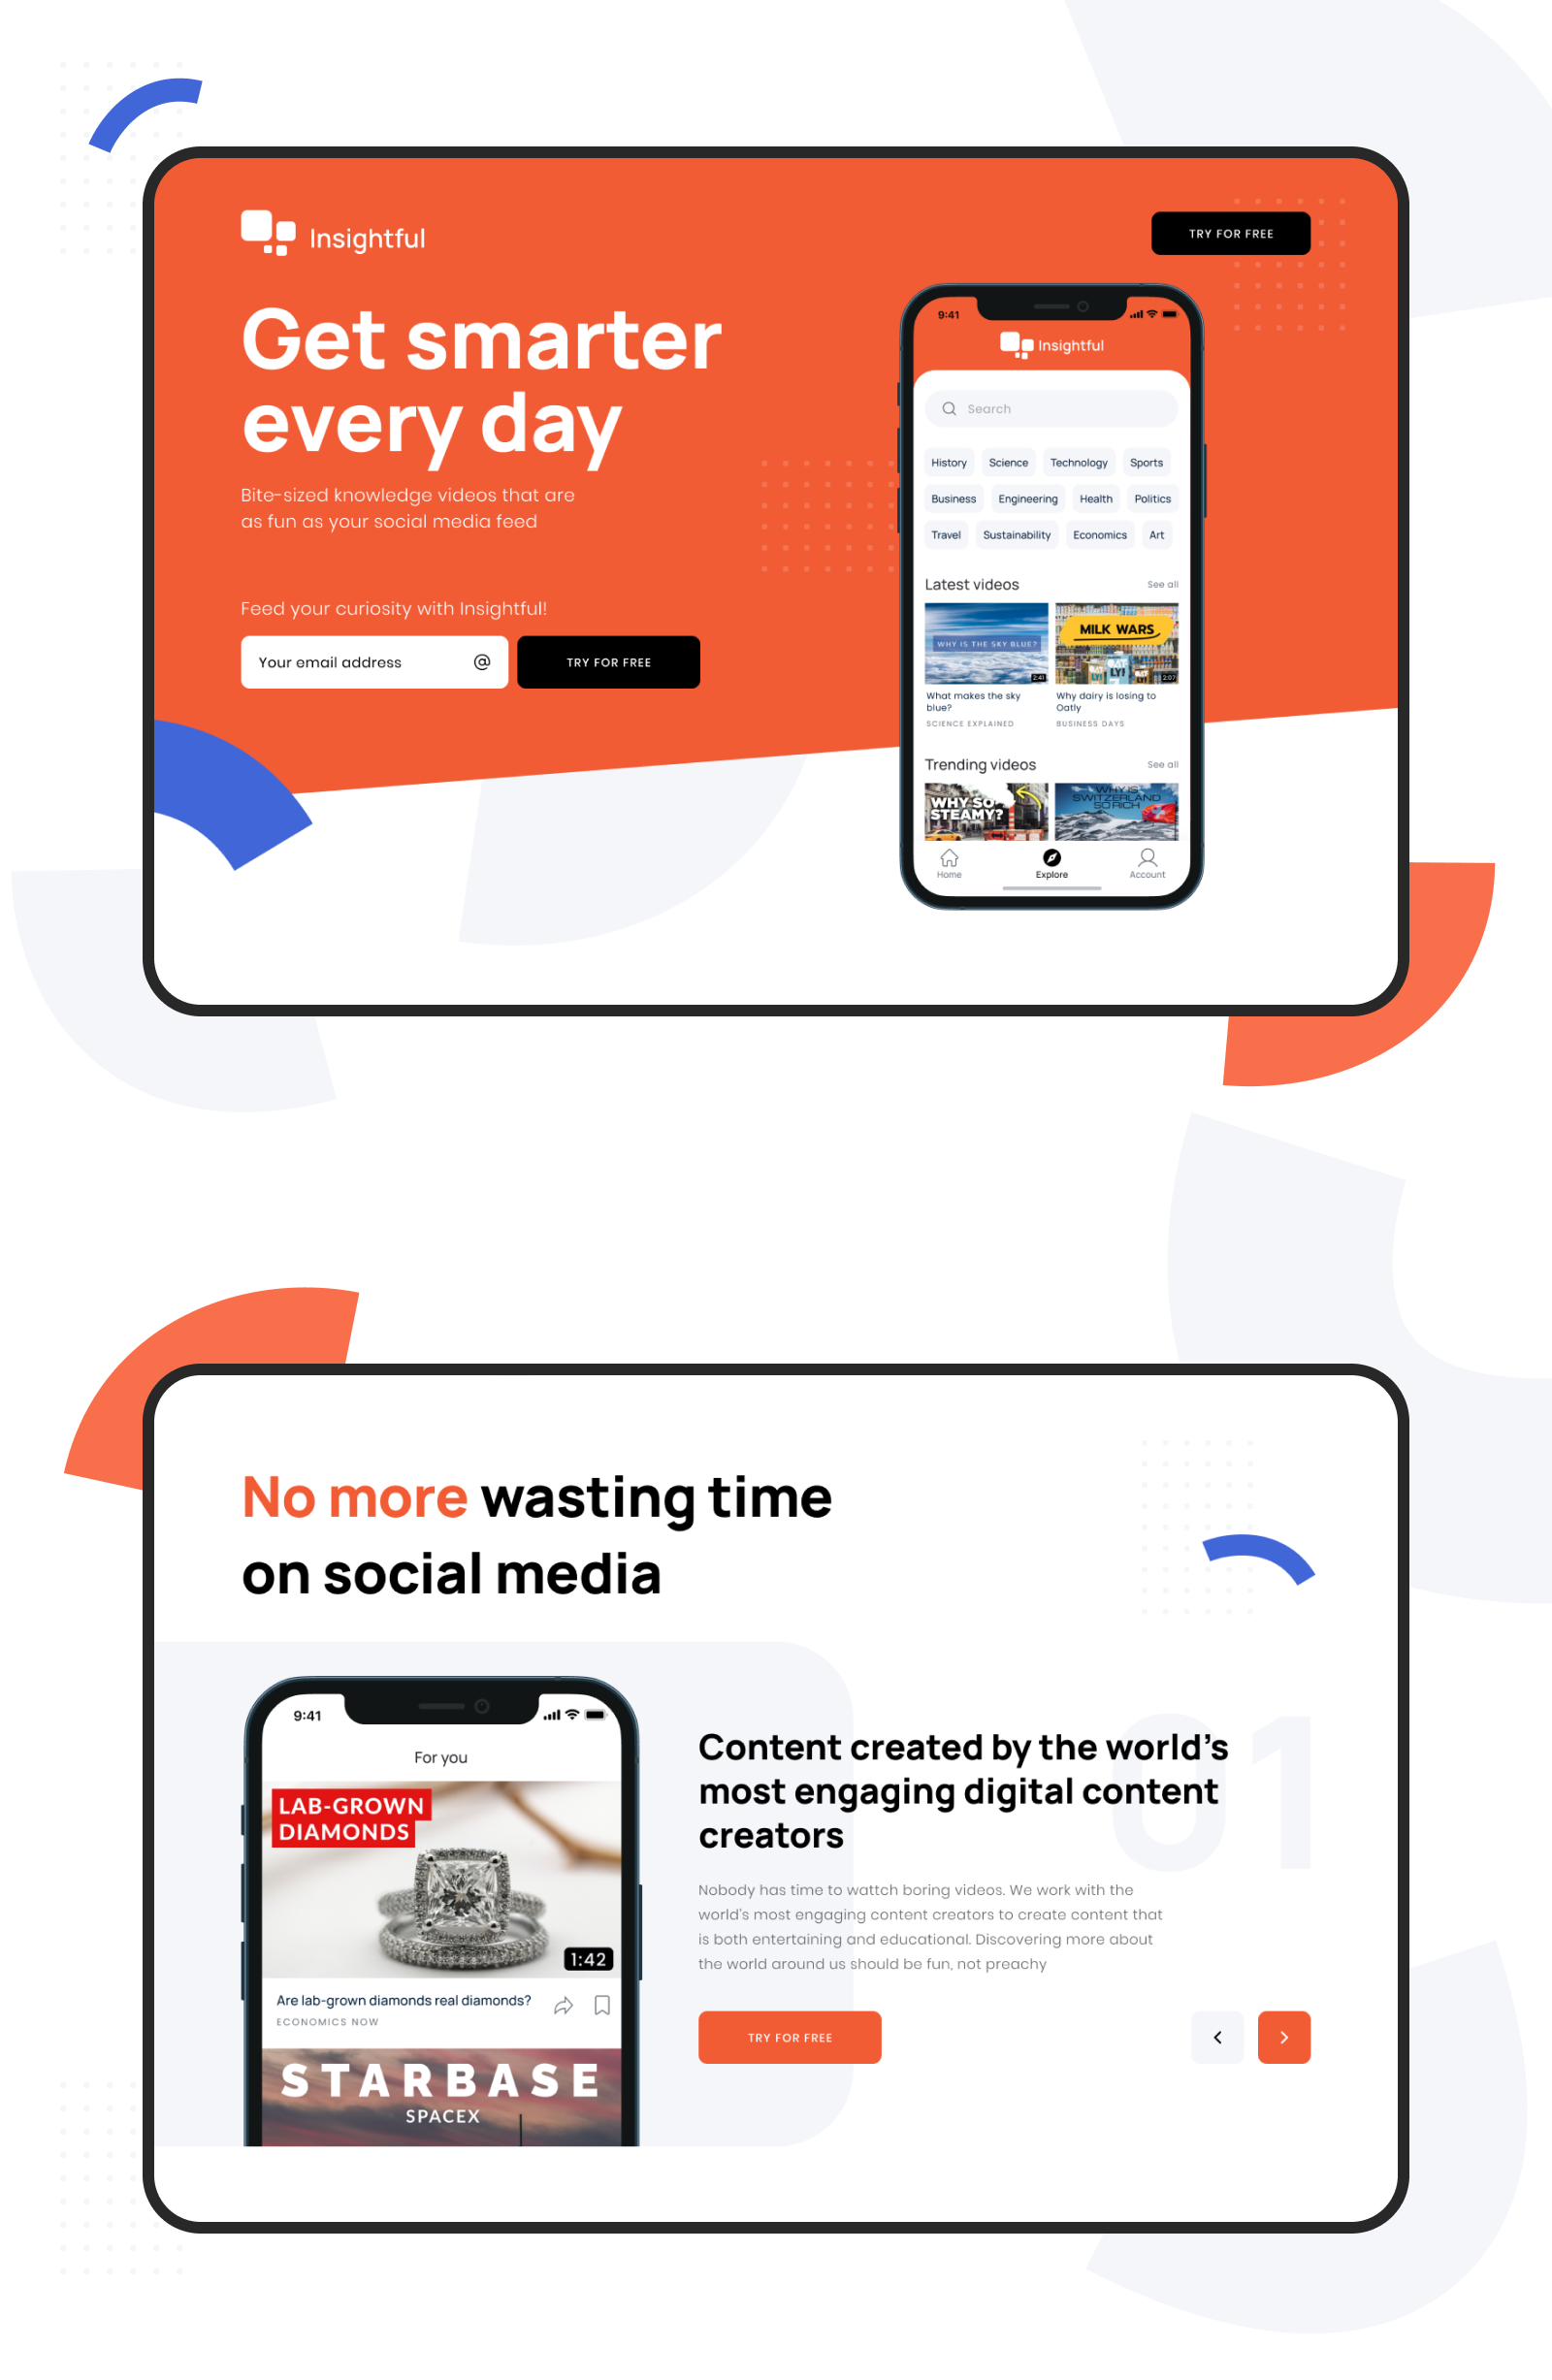 Insightful
TRY FOR FREE
Get smarter
every day
Bite-sized knowledge videos that are
as fun as your social media feed
Feed your curiosity with Insightful!
Your email address
TRY FOR FREE
9:41
Insightful
Search
History Science Technology Sports
Business Engineering Health Politics
Travel Sustainability Economics Art
Latest videos See all
WHY IS THE SKY BLUE?
2:41
MILK WARS
OAT
LY!
OAT
LY!
2:07
What makes the sky
blue?
SCIENCE EXPLAINED
Why dairy is losing to
Oatly
BUSINESS DAYS
Trending videos See all
WHY SO
STEAMY?
WHY IS
SWITZERLAND
SO RICH
Home Explore Account
No more wasting time
on social media
9:41
For you
LAB-GROWN
DIAMONDS
1:42
Are lab-grown diamonds real diamonds?
ECONOMICS NOW
STARBASE
SPACEX
01
Content created by the world’s
most engaging digital content
creators
Nobody has time to wattch boring videos. We work with the
world's most engaging content creators to create content that
is both entertaining and educational. Discovering more about
the world around us should be fun, not preachy
TRY FOR FREE